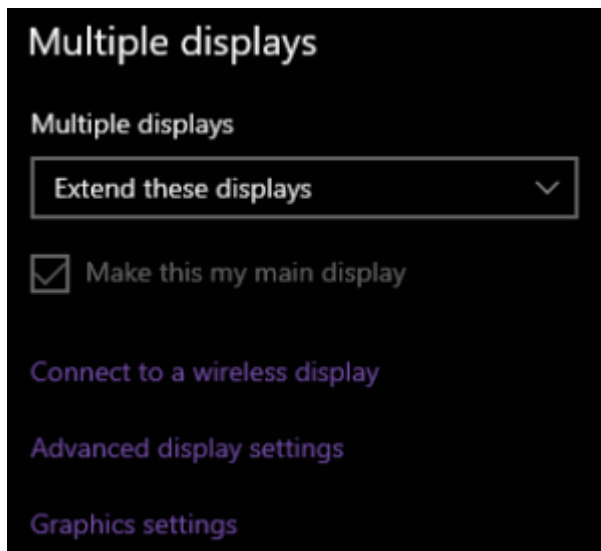 Multiple displays
Multiple displays
Extend these displays
Make this my main display
Connect to a wireless display
Advanced display settings
Graphics settings